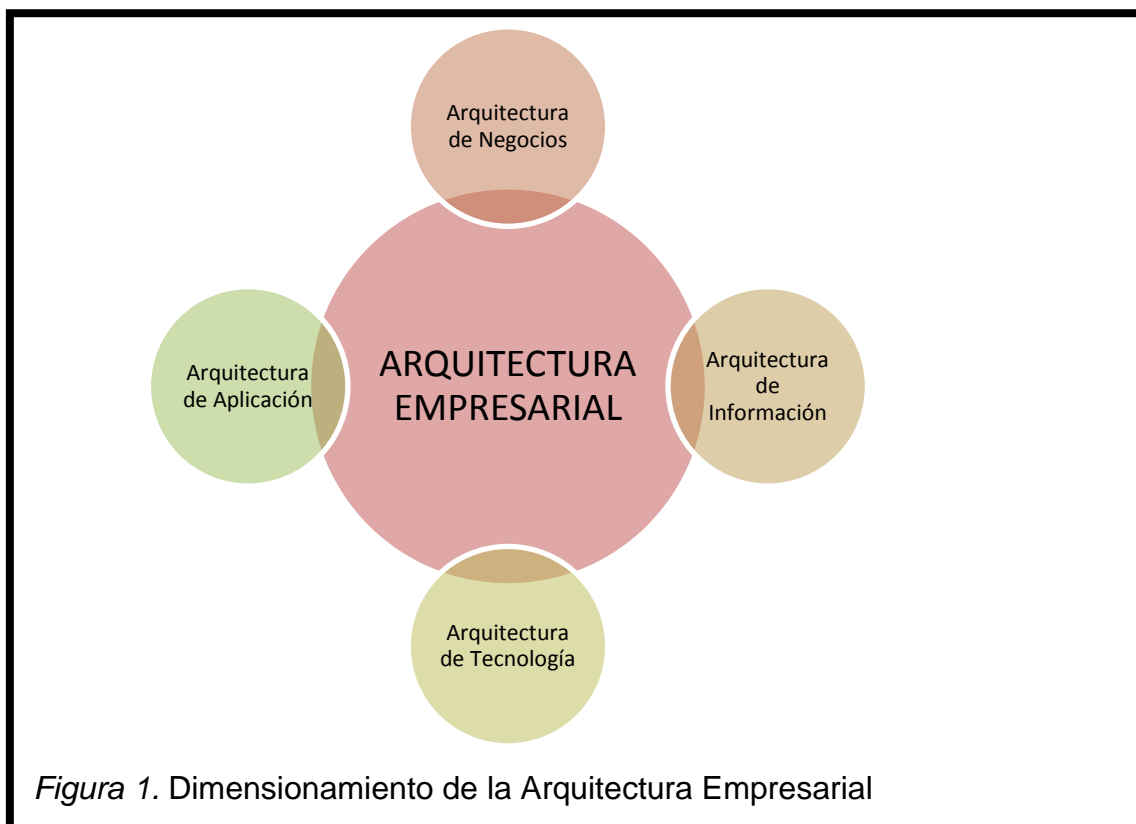 Arquitectura
de Negocios
Arquitectura
de Aplicación
ARQUITECTURA
EMPRESARIAL
Arquitectura
de
Información
Arquitectura
de Tecnología
Figura 1. Dimensionamiento de la Arquitectura Empresarial